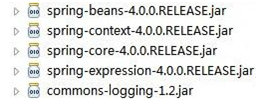 spring-beans-4.0.0.RELEASE.jar
spring-context-4.0.0.RELEASE.jar
spring-core-4.0.0.RELEASE.jar
spring-expression-4.0.0.RELEASE.jar
commons-logging-1.2.jar